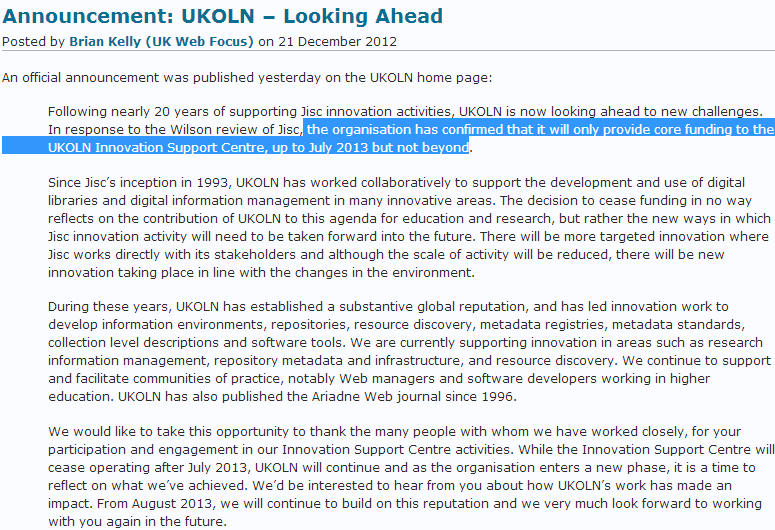 Announcement: UKOLN – Looking Ahead
Posted by Brian Kelly (UK Web Focus) on 21 December 2012
An official announcement was published yesterday on the UKOLN home page:
Following nearly 20 years of supporting Jisc innovation activities, UKOLN is now looking ahead to new challenges.
In response to the Wilson review of Jisc, the organisation has confirmed that it will only provide core funding to the
UKOLN Innovation Support Centre, up to July 2013 but not beyond.
Since Jisc’s inception in 1993, UKOLN has worked collaboratively to support the development and use of digital
libraries and digital information management in many innovative areas. The decision to cease funding in no way
reflects on the contribution of UKOLN to this agenda for education and research, but rather the new ways in which
Jisc innovation activity will need to be taken forward into the future. There will be more targeted innovation where
Jisc works directly with its stakeholders and although the scale of activity will be reduced, there will be new
innovation taking place in line with the changes in the environment.
During these years, UKOLN has established a substantive global reputation, and has led innovation work to
develop information environments, repositories, resource discovery, metadata registries, metadata standards,
collection level descriptions and software tools. We are currently supporting innovation in areas such as research
information management, repository metadata and infrastructure, and resource discovery. We continue to support
and facilitate communities of practice, notably Web managers and software developers working in higher
education. UKOLN has also published the Ariadne Web journal since 1996.
We would like to take this opportunity to thank the many people with whom we have worked closely, for your
participation and engagement in our Innovation Support Centre activities. While the Innovation Support Centre will
cease operating after July 2013, UKOLN will continue and as the organisation enters a new phase, it is a time to
reflect on what we’ve achieved. We’d be interested to hear from you about how UKOLN’s work has made an
impact. From August 2013, we will continue to build on this reputation and we very much look forward to working
with you again in the future.